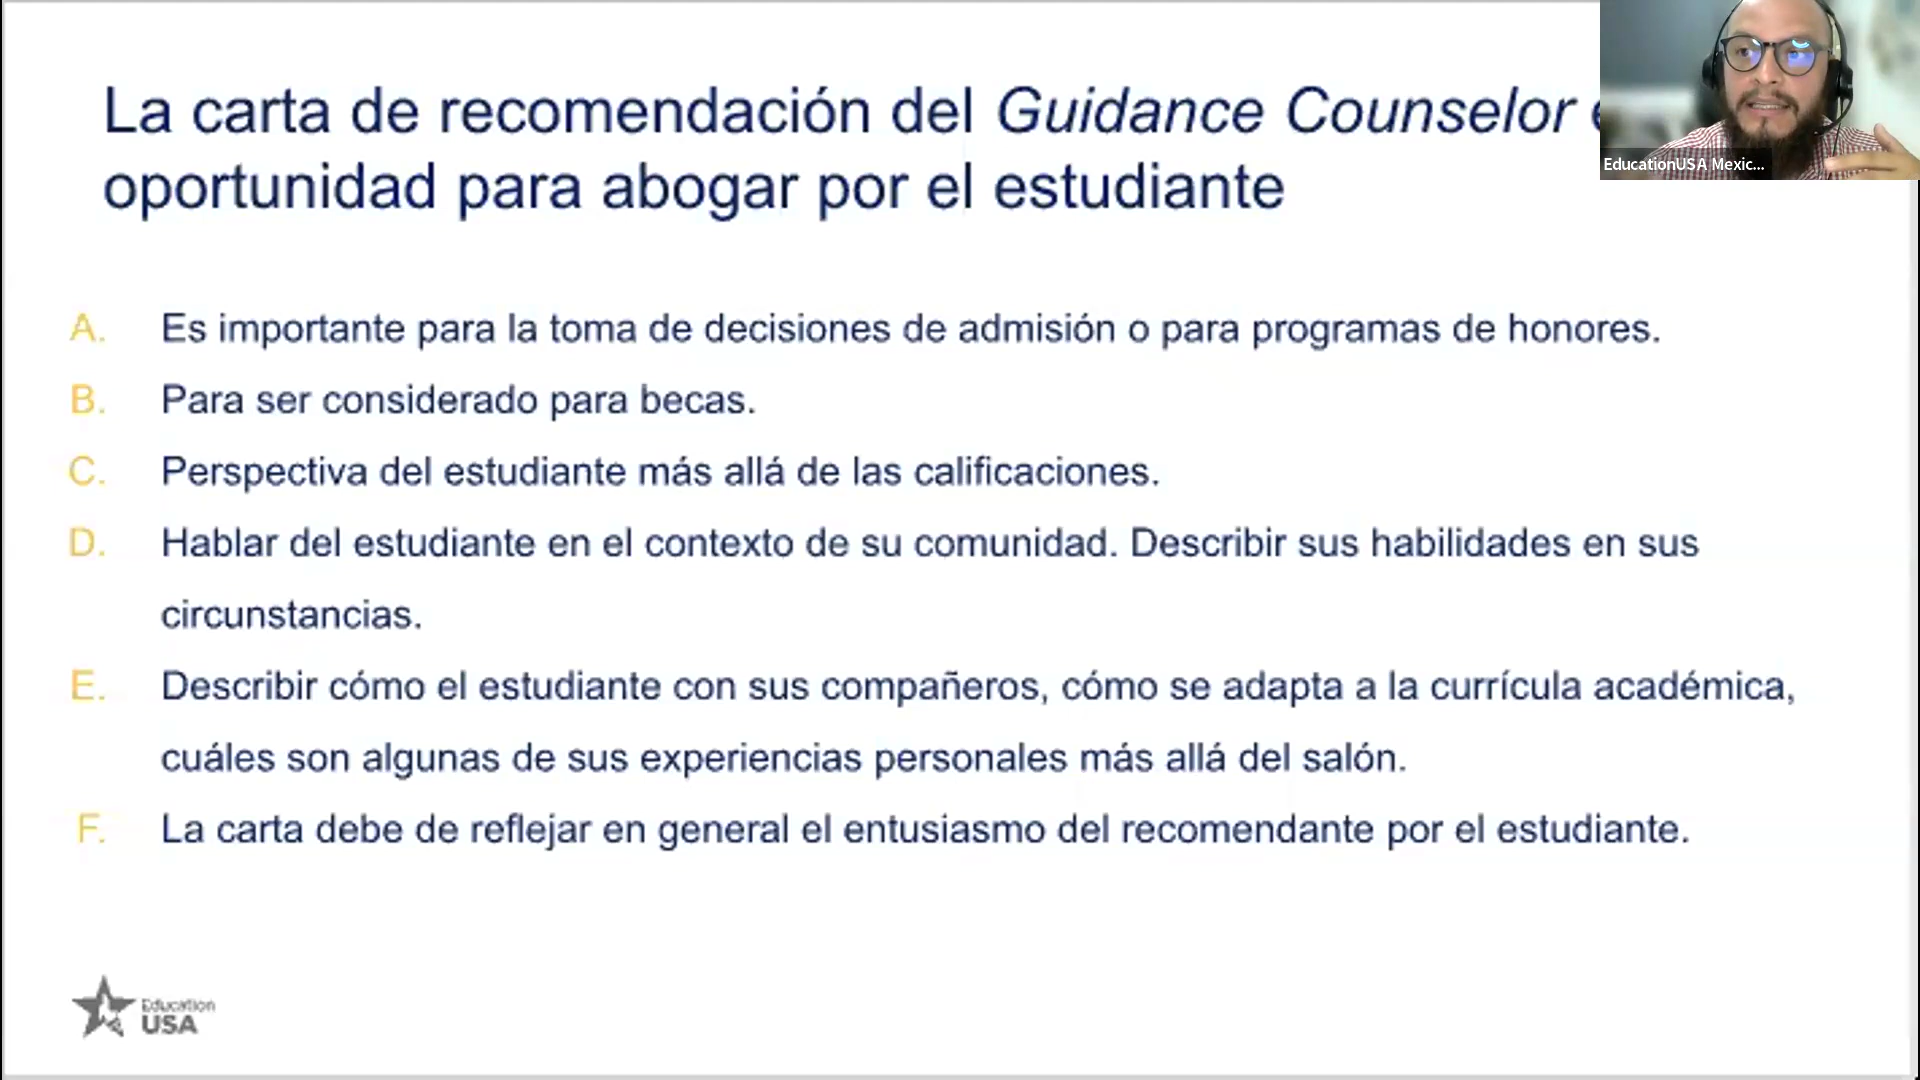 La carta de recomendación del Guidance Counselor
oportunidad para abogar por el estudiante
EducationUSA Mexic...
A. Es importante para la toma de decisiones de admisión o para programas de honores.
B. Para ser considerado para becas.
C. Perspectiva del estudiante más allá de las calificaciones.
D. Hablar del estudiante en el contexto de su comunidad. Describir sus habilidades en sus
circunstancias.
E. Describir cómo el estudiante con sus compañeros, cómo se adapta a la currícula académica,
cuáles son algunas de sus experiencias personales más allá del salón.
F. La carta debe de reflejar en general el entusiasmo del recomendante por el estudiante.
Education
USA